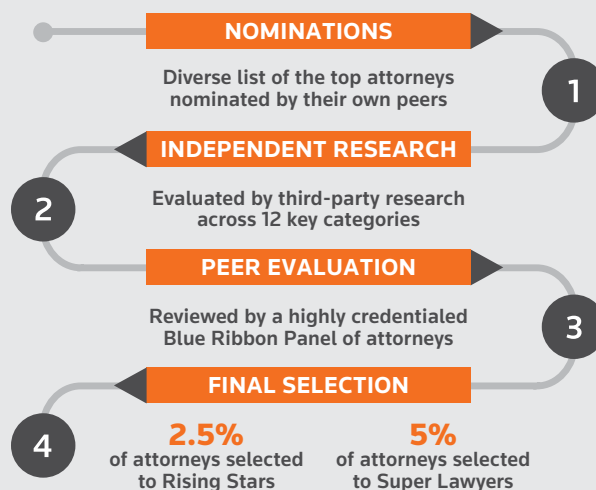 NOMINATIONS
Diverse list of the top attorneys
nominated by their own peers
1
INDEPENDENT RESEARCH
2
Evaluated by third-party research
across 12 key categories
PEER EVALUATION
Reviewed by a highly credentialed
Blue Ribbon Panel of attorneys
3
FINAL SELECTION
4
2.5%
of attorneys selected
to Rising Stars
5%
of attorneys selected
to Super Lawyers